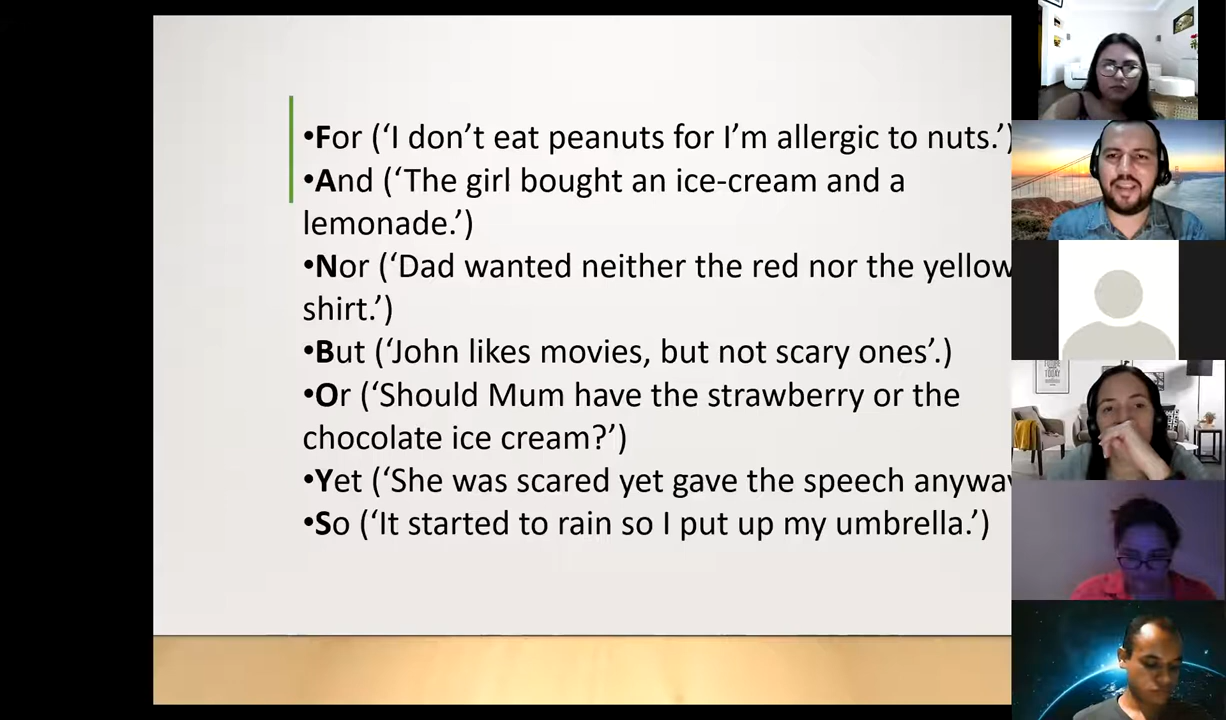 •For (‘I don’t eat peanuts for I’m allergic to nuts.’)
•And (‘The girl bought an ice-cream and a
lemonade.’)
•Nor (‘Dad wanted neither the red nor the yellow
shirt.’)
•But (‘John likes movies, but not scary ones’.)
•Or (‘Should Mum have the strawberry or the
chocolate ice cream?’)
•Yet (‘She was scared yet gave the speech
•So (‘It started to rain so I put up my umbrella.’)